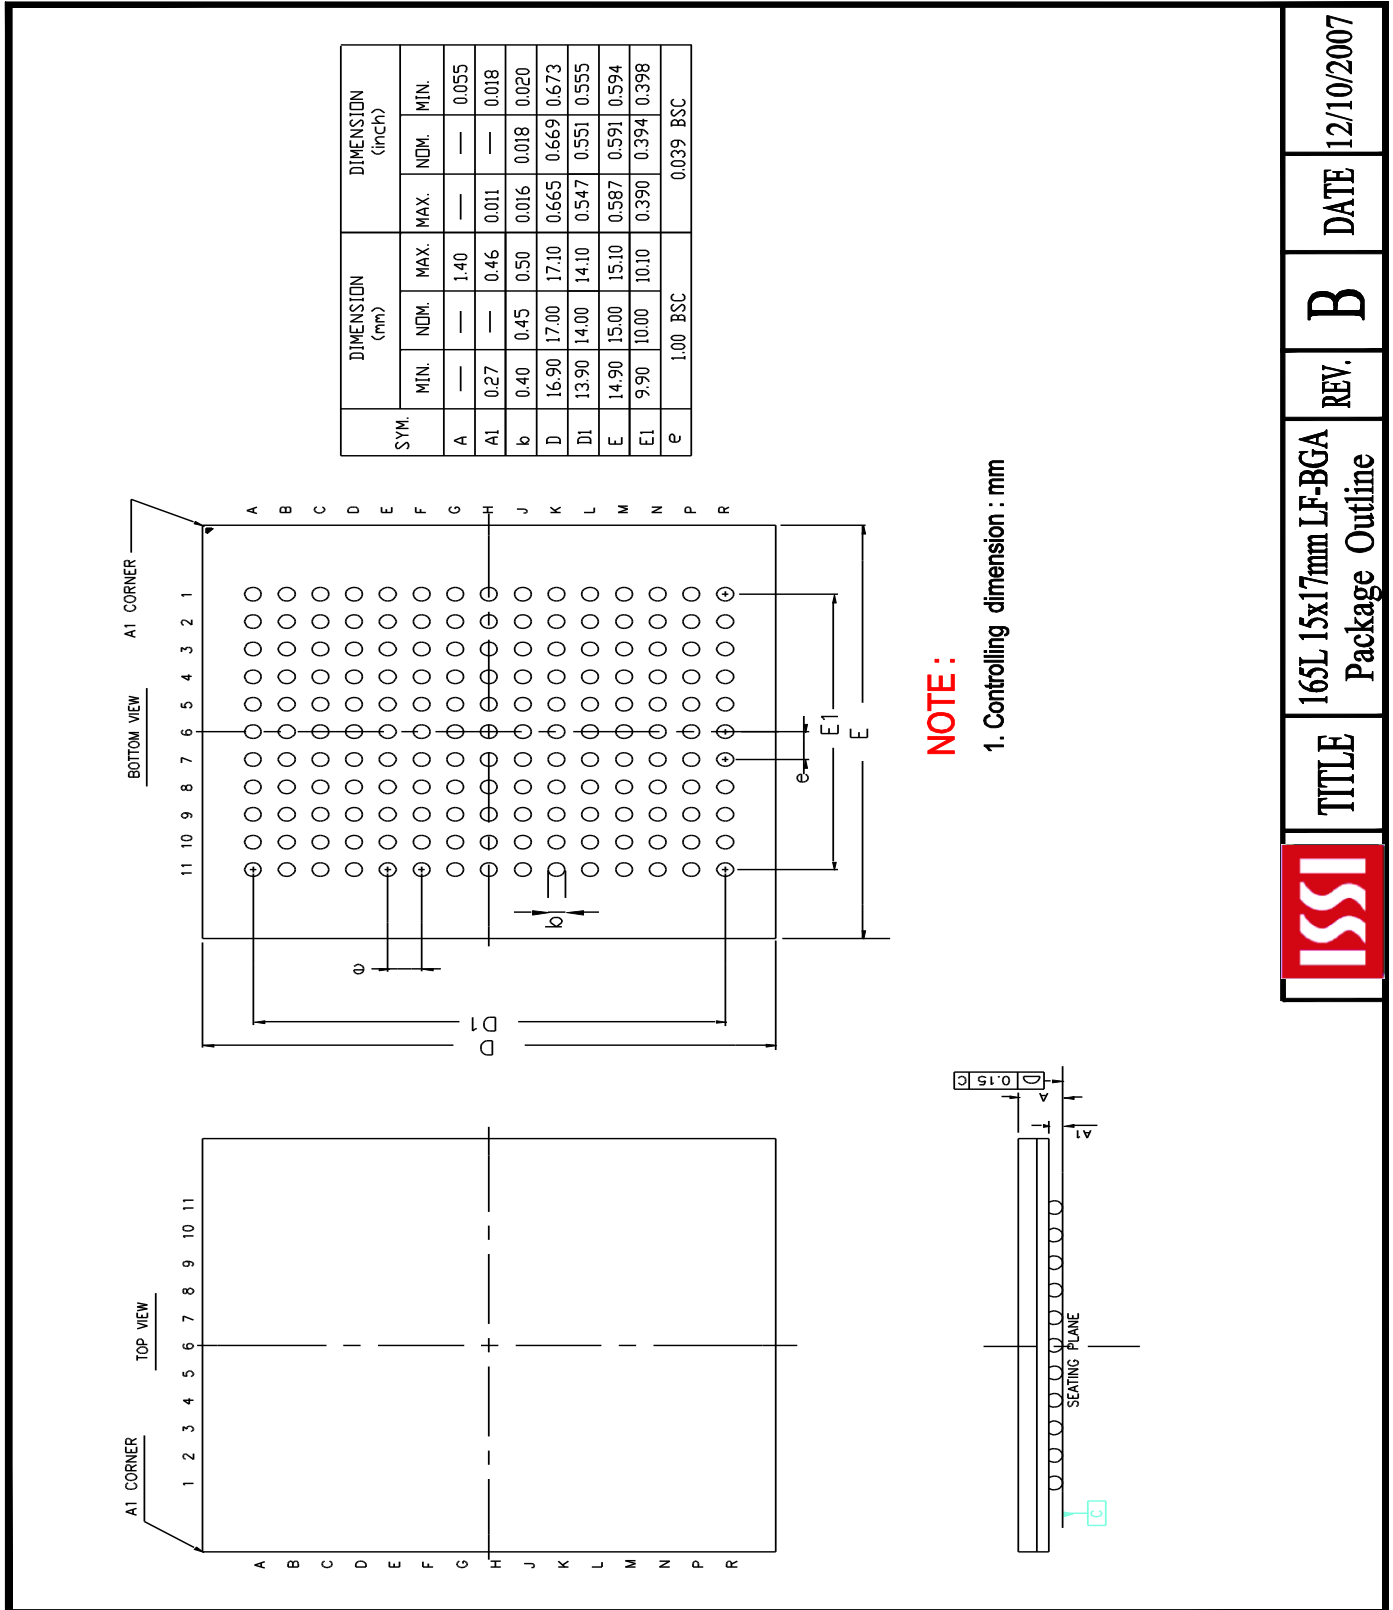 A1 CORNER
TOP VIEW
1 2 3 4 5 6 7 8 9 10 11
A
B
C
D
E
F
G
H
J
K
L
M
N
P
R
BOTTOM VIEW
A1 CORNER
11 10 9 8 7 6 5 4 3 2 1
A
B
C
D
E
F
G
H
J
K
L
M
N
P
R
e
b
D1
D
e
E1
E
SYM. DIMENSION (mm) DIMENSION (inch)
MIN. NOM. MAX. MAX. NOM. MIN.
A — — 1.40 — — 0.055
A1 0.27 — 0.46 0.011 — 0.018
b 0.40 0.45 0.50 0.016 0.018 0.020
D 16.90 17.00 17.10 0.665 0.669 0.673
D1 13.90 14.00 14.10 0.547 0.551 0.555
E 14.90 15.00 15.10 0.587 0.591 0.594
E1 9.90 10.00 10.10 0.390 0.394 0.398
e 1.00 BSC 0.039 BSC
C
SEATING PLANE
A1
A
D 0.15 C
NOTE :
1. Controlling dimension : mm
ISSI
TITLE
165L 15x17mm LF-BGA
Package Outline
REV.
B
DATE
12/10/2007